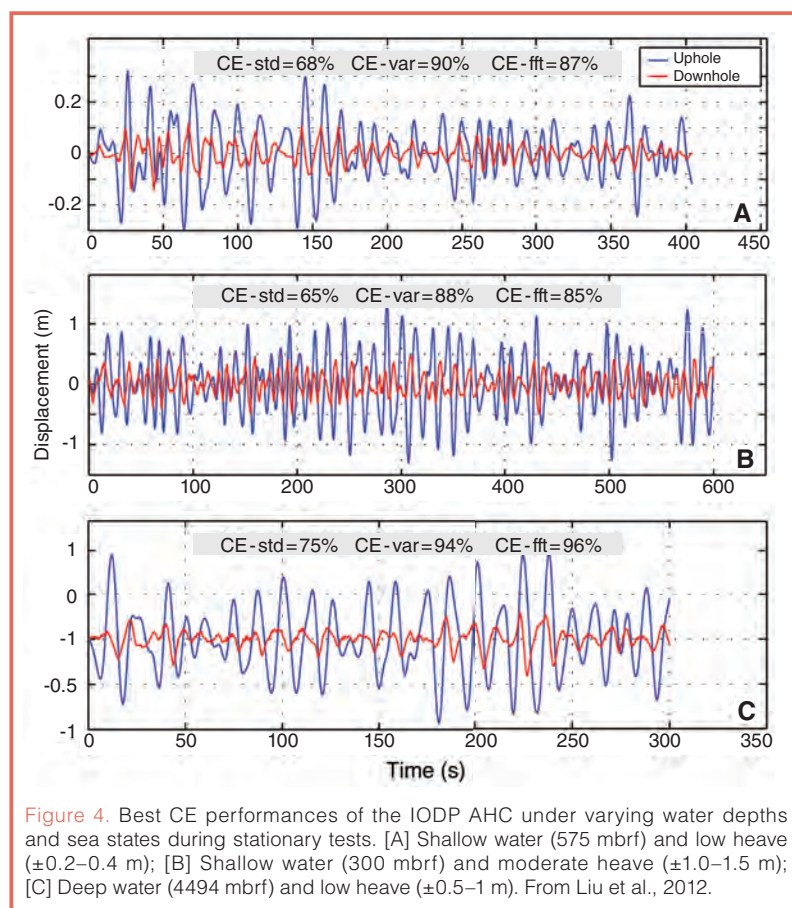 CE-std=68% CE-var=90% CE-fft=87%
Uphole
Downhole
0.2
0
-0.2
A
0 50 100 150 200 250 300 350 400 450
CE-std=65% CE-var=88% CE-fft=85%
1
0
-1
B
0 100 200 300 400 500 600
Displacement (m)
CE-std=75% CE-var=94% CE-fft=96%
1
0
-1
-0.5
-1
C
0 50 100 150 200 250 300 350
Time (s)
Figure 4. Best CE performances of the IODP AHC under varying water depths
and sea states during stationary tests. [A] Shallow water (575 mbrf) and low heave
(±0.2–0.4 m); [B] Shallow water (300 mbrf) and moderate heave (±1.0–1.5 m);
[C] Deep water (4494 mbrf) and low heave (±0.5–1 m). From Liu et al., 2012.